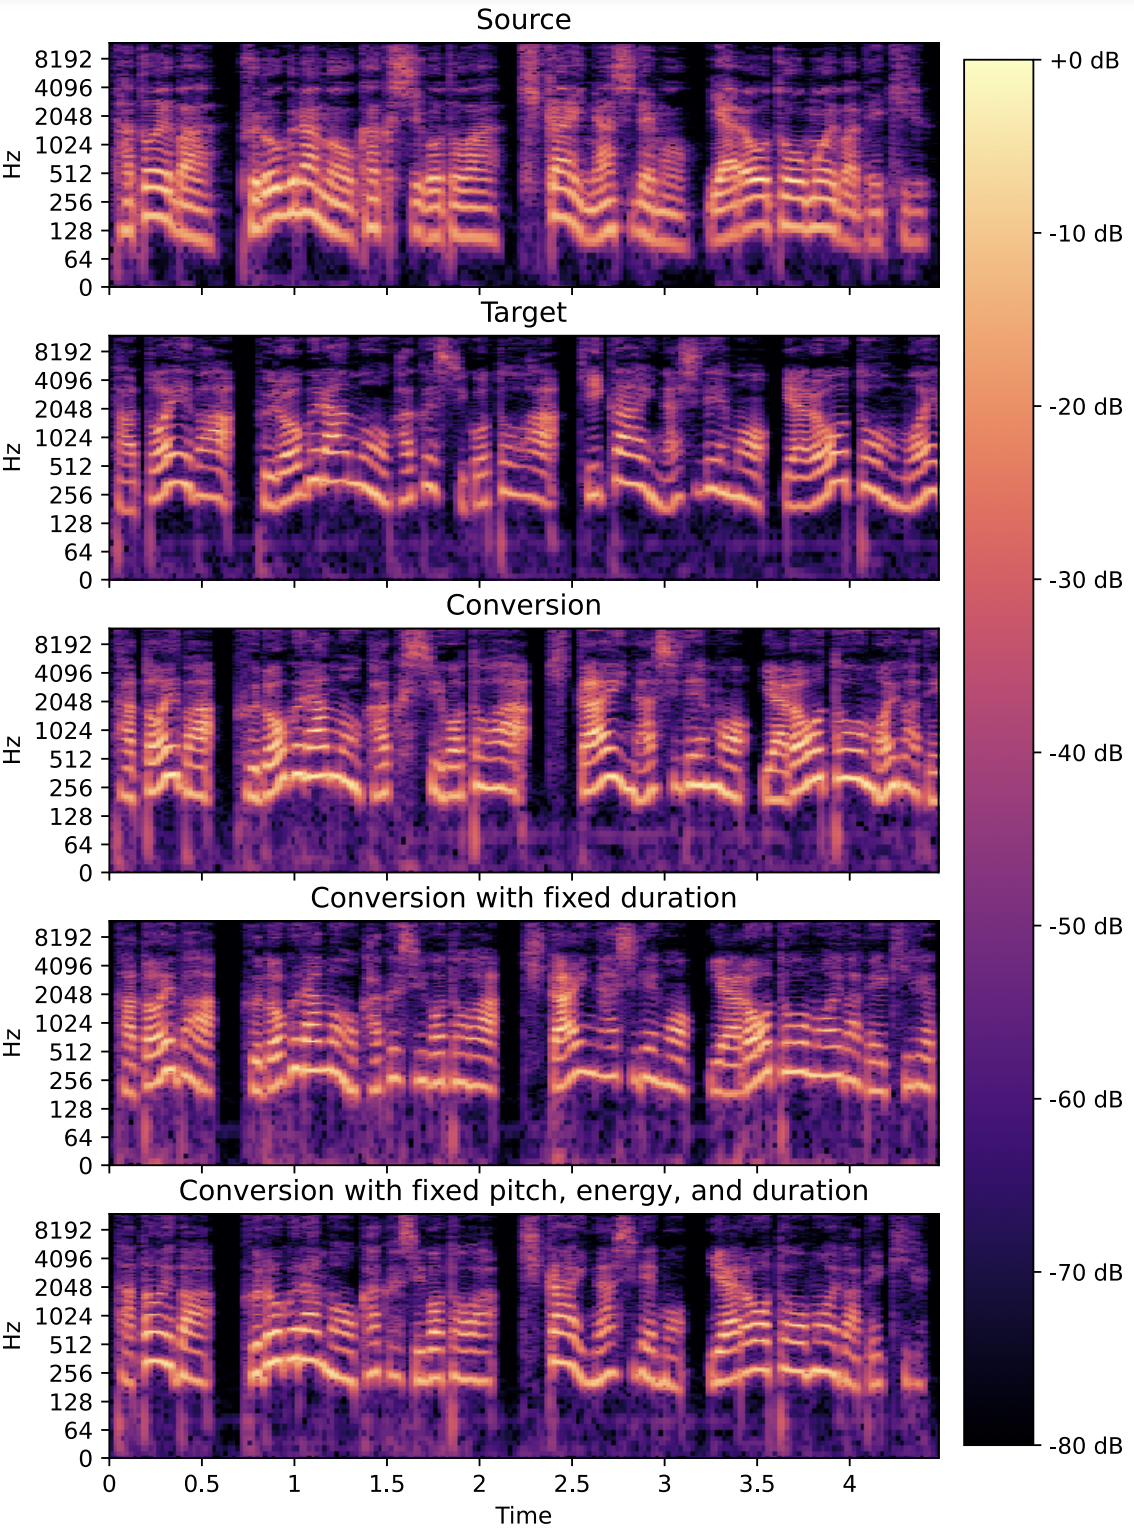 Source
8192
4096
2048
1024
512
256
128
64
0
Hz
Target
8192
4096
2048
1024
512
256
128
64
0
Hz
Conversion
8192
4096
2048
1024
512
256
128
64
0
Hz
Conversion with fixed duration
8192
4096
2048
1024
512
256
128
64
0
Hz
Conversion with fixed pitch, energy, and duration
8192
4096
2048
1024
512
256
128
64
0
Hz
0 0.5 1 1.5 2 2.5 3 3.5 4
Time
+0 dB
-10 dB
-20 dB
-30 dB
-40 dB
-50 dB
-60 dB
-70 dB
-80 dB